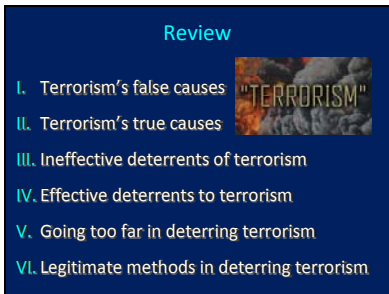 Review
I. Terrorism's false causes
"TERRORISM"
II. Terrorism's true causes
III. Ineffective deterrents of terrorism
IV. Effective deterrents to terrorism
V. Going too far in deterring terrorism
VI. Legitimate methods in deterring terrorism